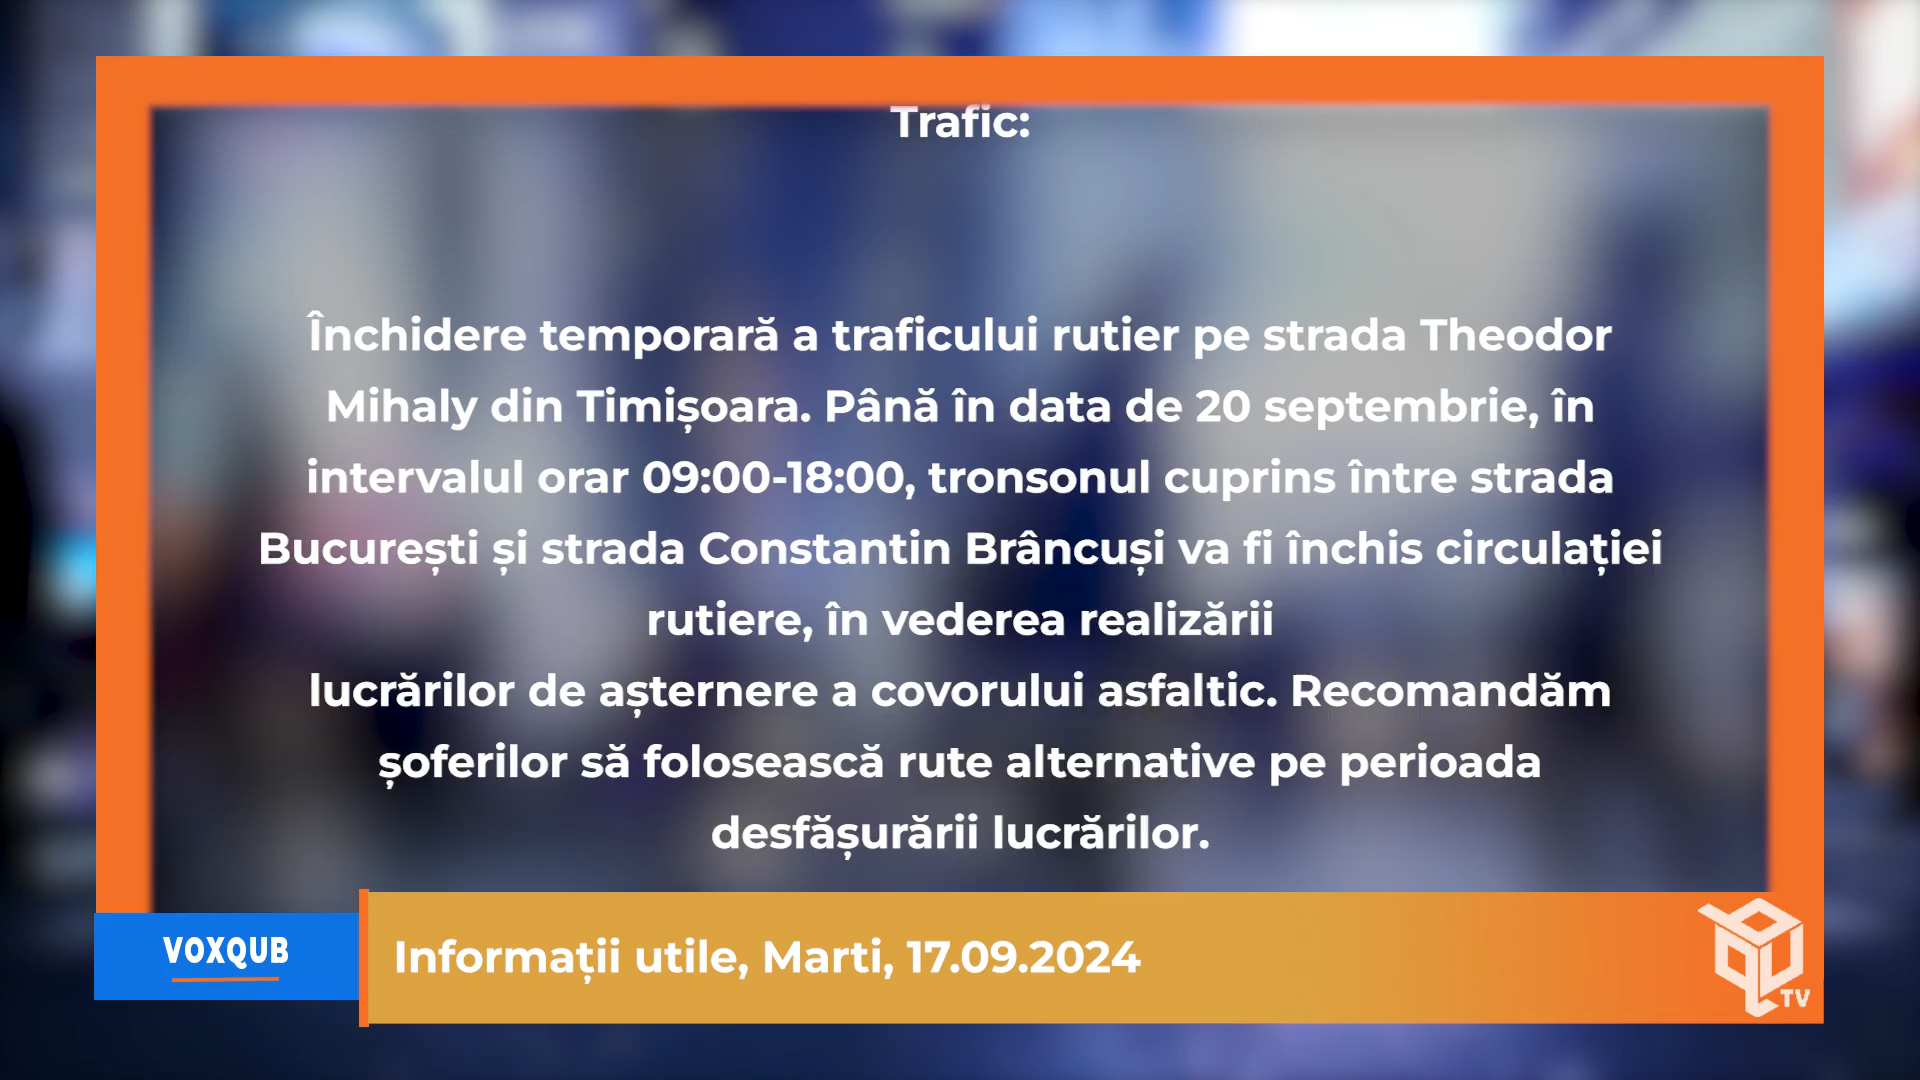 Trafic:
Închidere temporară a traficului rutier pe strada Theodor
Mihaly din Timișoara. Până în data de 20 septembrie, în
intervalul orar 09:00-18:00, tronsonul cuprins între strada
București și strada Constantin Brâncuși va fi închis circulației
rutiere, în vederea realizării
lucrărilor de așternere a covorului asfaltic. Recomandăm
șoferilor să folosească rute alternative pe perioada
desfășurării lucrărilor.
VOXQUB
Informații utile, Marti, 17.09.2024
TV